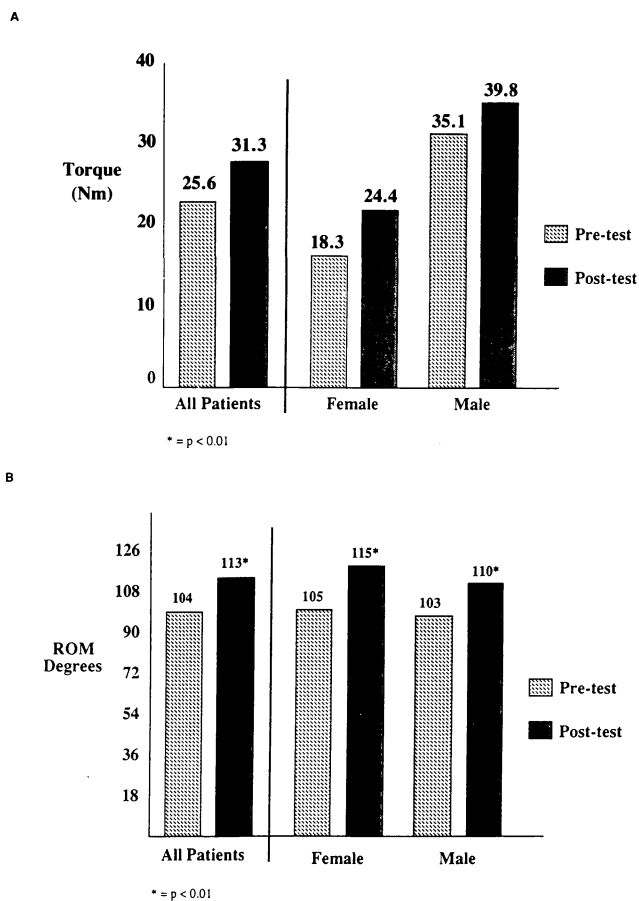 A
40
39.8
35.1
30
31.3
Torque
(Nm)
25.6
24.4
20
18.3
Pre-test
Post-test
10
0
All Patients
Female
Male
* = p < 0.01
B
126
113*
115*
110*
108
104
105
103
90
ROM
Degrees
72
Pre-test
54
Post-test
36
18
All Patients
Female
Male
* = p < 0.01